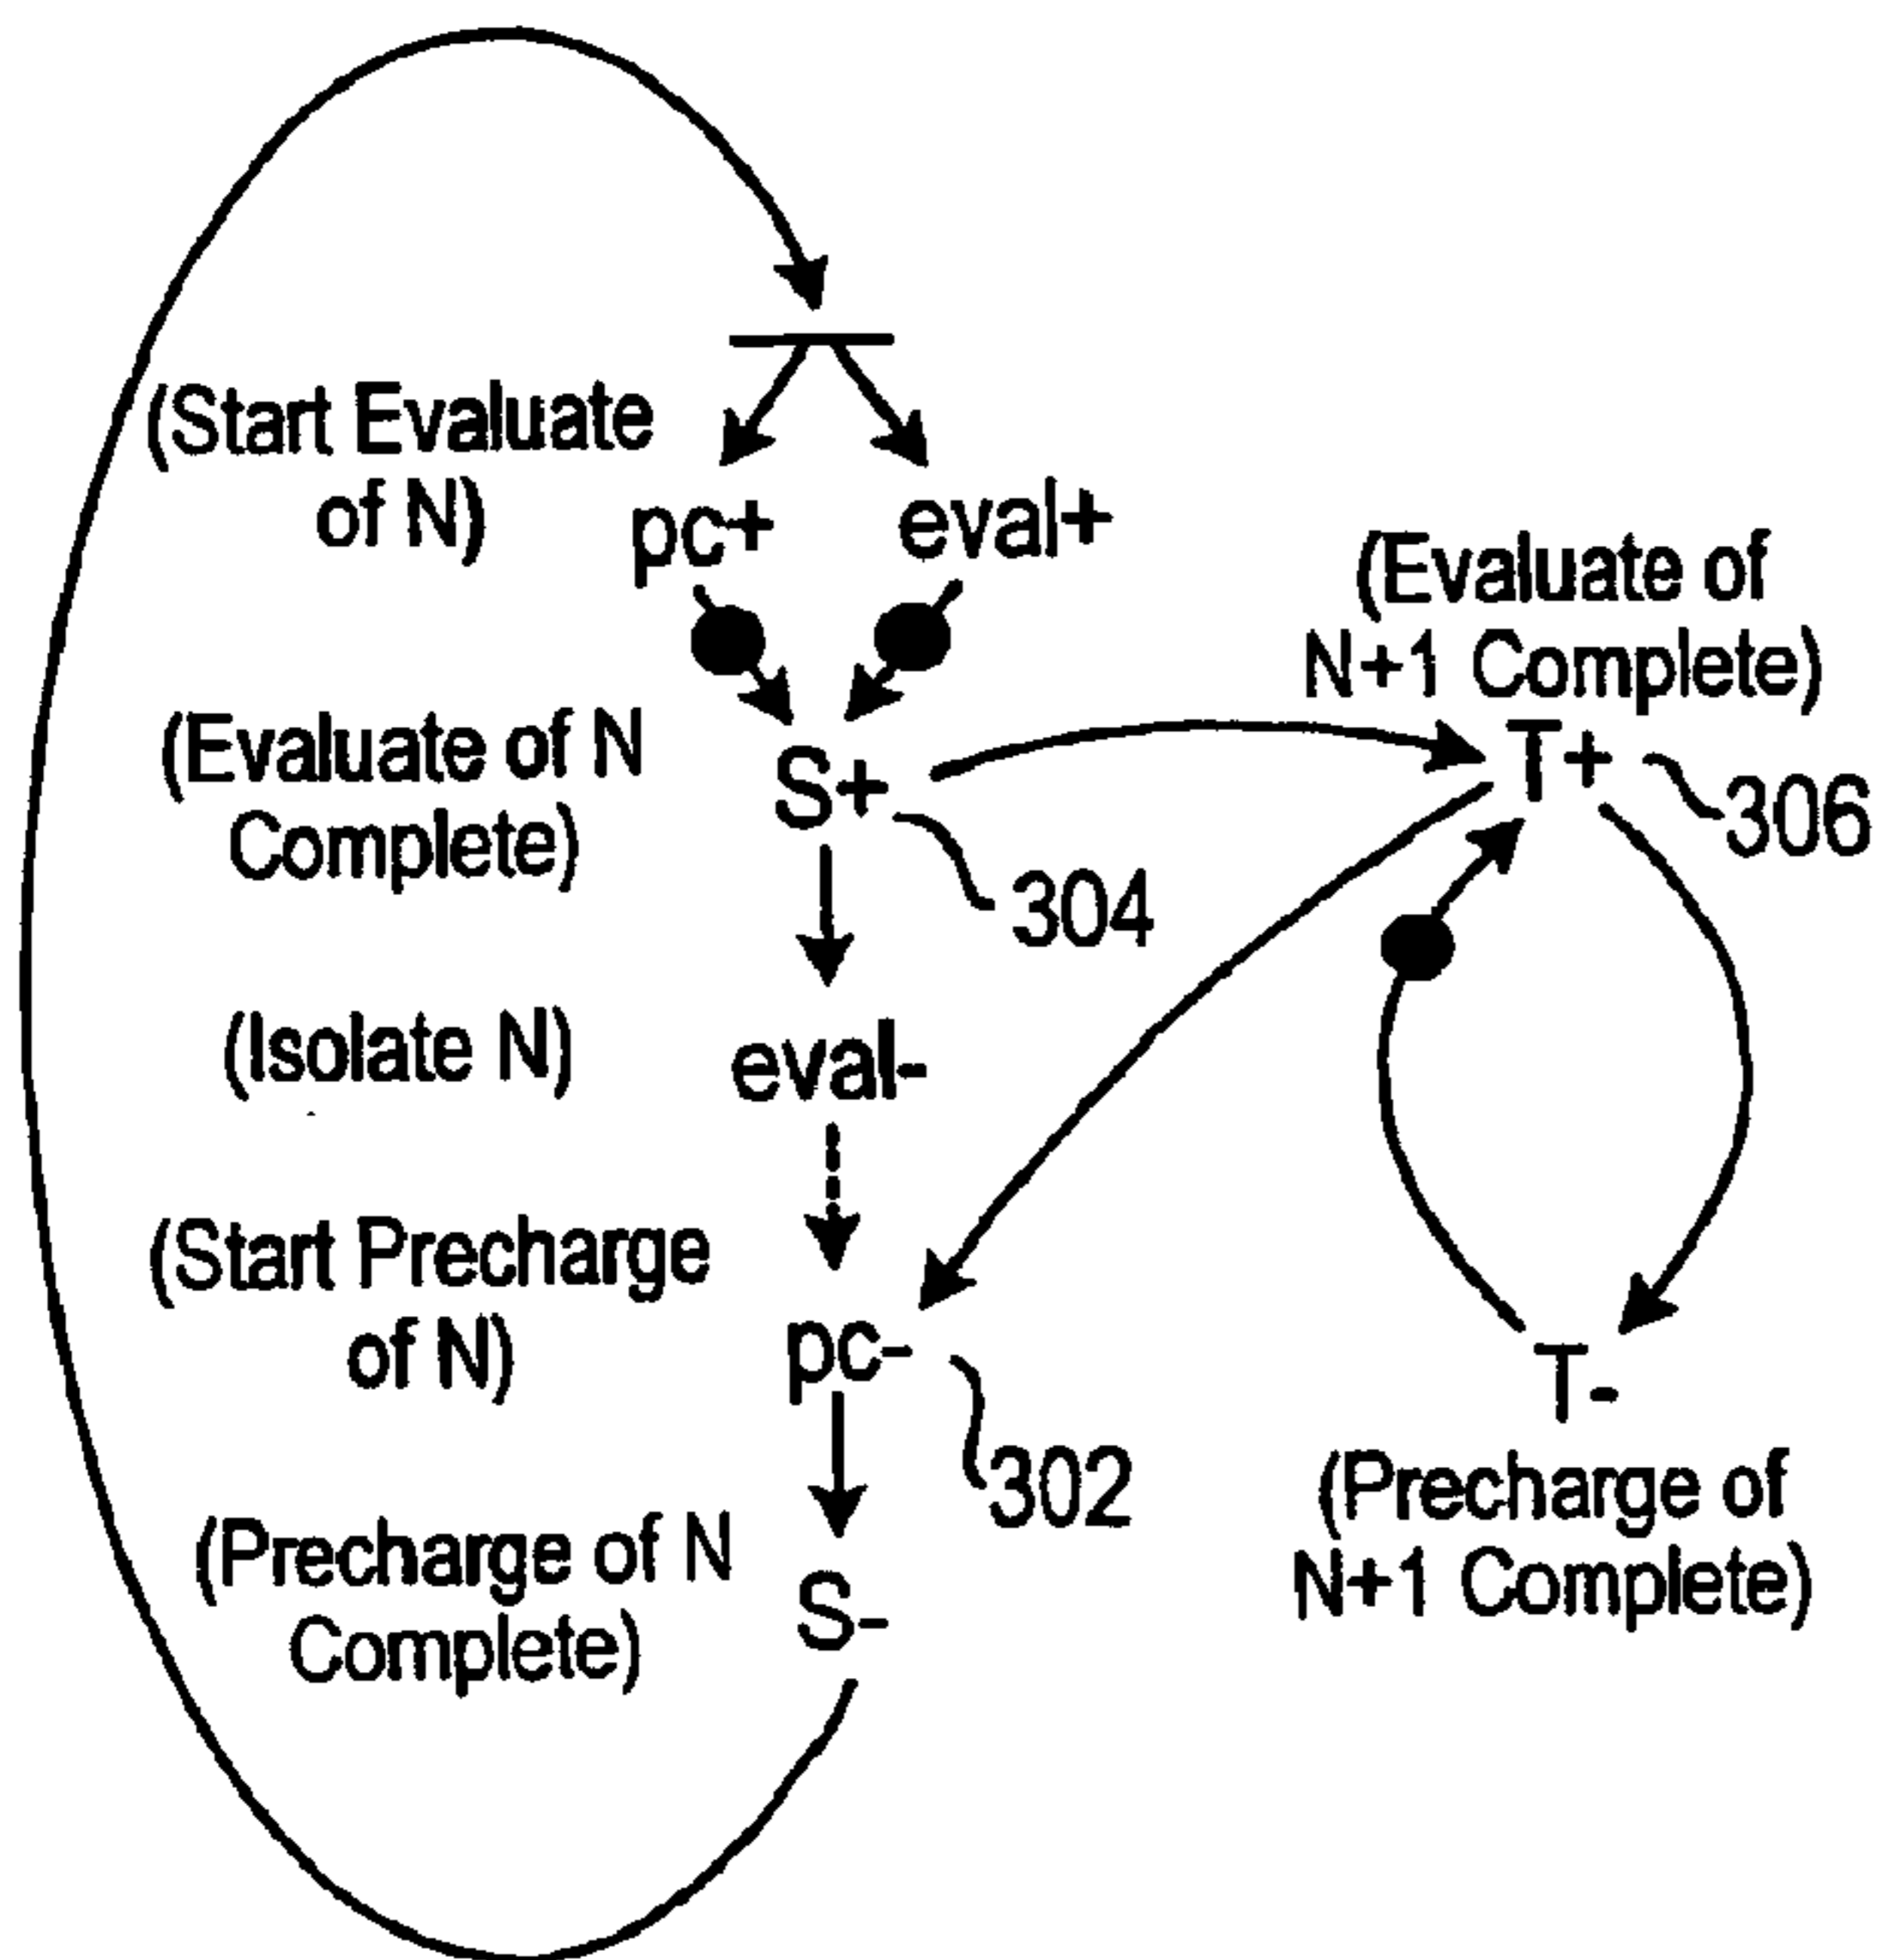 (Start Evaluate
of N)
pc+
eval+
(Evaluate of
N+1 Complete)
T+
306
(Evaluate of N
Complete)
S+
304
(Isolate N)
eval-
(Start Precharge
of N)
pc-
302
T-
(Precharge of
N+1 Complete)
(Precharge of N
Complete)
S-